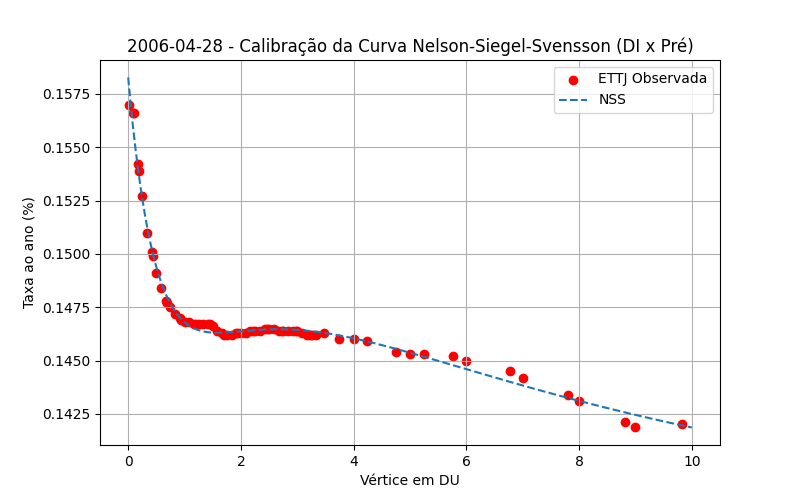 2006-04-28 - Calibração da Curva Nelson-Siegel-Svensson (DI x Pré)
ETTJ Observada
NSS
Taxa ao ano (%)
0.1575
0.1550
0.1525
0.1500
0.1475
0.1450
0.1425
0 2 4 6 8 10
Vértice em DU